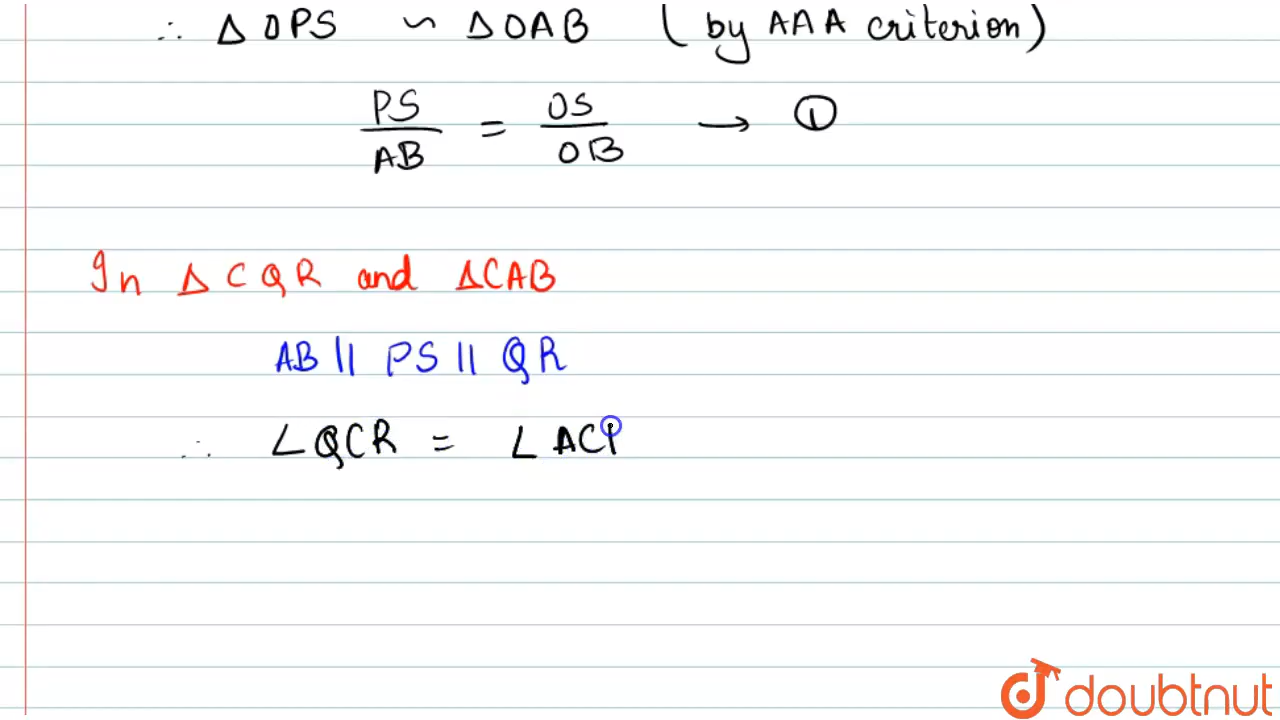 ∴ Δ OPS ∽ Δ OAB (by AAA criterion)
PS/AB = OS/OB → ①
In Δ CQR and ΔCAB
AB || PS || QR
∴ ∠QCR = ∠AC
doubtnut